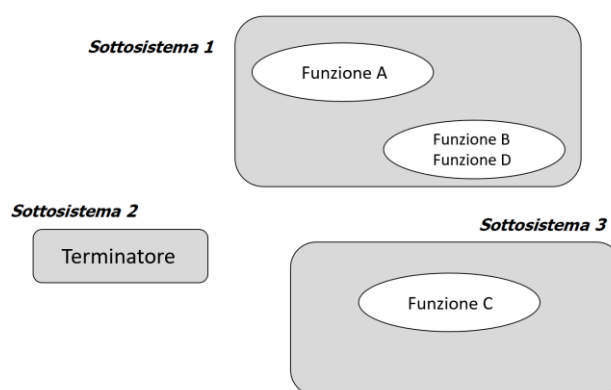 Sottosistema 1
Funzione A
Funzione B
Funzione D
Sottosistema 2
Terminatore
Sottosistema 3
Funzione C